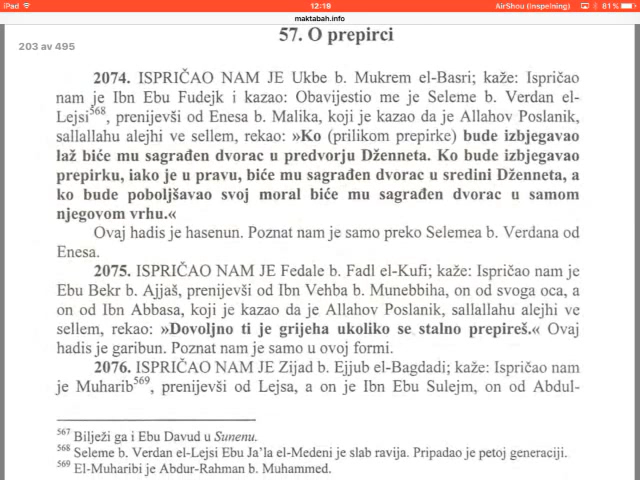 iPad
12:19
AirShou (Inspelning)
81 %
maktabah.info
203 av 495
57. O prepirci
2074. ISPRIČAO NAM JE Ukbe b. Mukrem el-Basri; kaže: Ispričao
nam je Ibn Ebu Fudejk i kazao: Obavijestio me je Seleme b. Verdan el-
Lejsi568, prenijevši od Enesa b. Malika, koji je kazao da je Allahov Poslanik,
sallallahu alejhi ve sellem, rekao: »Ko (prilikom prepirke) bude izbjegavao
laž biće mu sagrađen dvorac u predvorju Dženneta. Ko bude izbjegavao
prepirku, iako je u pravu, biće mu sagrađen dvorac u sredini Dženneta, a
ko bude poboljšavao svoj moral biće mu sagrađen dvorac u samom
njegovom vrhu.«
Ovaj hadis je hasenun. Poznat nam je samo preko Selemea b. Verdana od
Enesa.
2075. ISPRIČAO NAM JE Fedale b. Fadl el-Kufi; kaže: Ispričao nam je
Ebu Bekr b. Ajjaš, prenijevši od Ibn Vehba b. Munebbiha, on od svoga oca, a
on od Ibn Abbasa, koji je kazao da je Allahov Poslanik, sallallahu alejhi ve
sellem, rekao: »Dovoljno ti je grijeha ukoliko se stalno prepireš.« Ovaj
hadis je garibun. Poznat nam je samo u ovoj formi.
2076. ISPRIČAO NAM JE Zijad b. Ejjub el-Bagdadi; kaže: Ispričao nam
je Muharib569, prenijevši od Lejsa, a on je Ibn Ebu Sulejm, on od Abdul-
567 Bilježi ga i Ebu Davud u Sunenu.
568 Seleme b. Verdan el-Lejsi Ebu Ja'la el-Medeni je slab ravija. Pripadao je petoj generaciji.
569 El-Muharibi je Abdur-Rahman b. Muhammed.